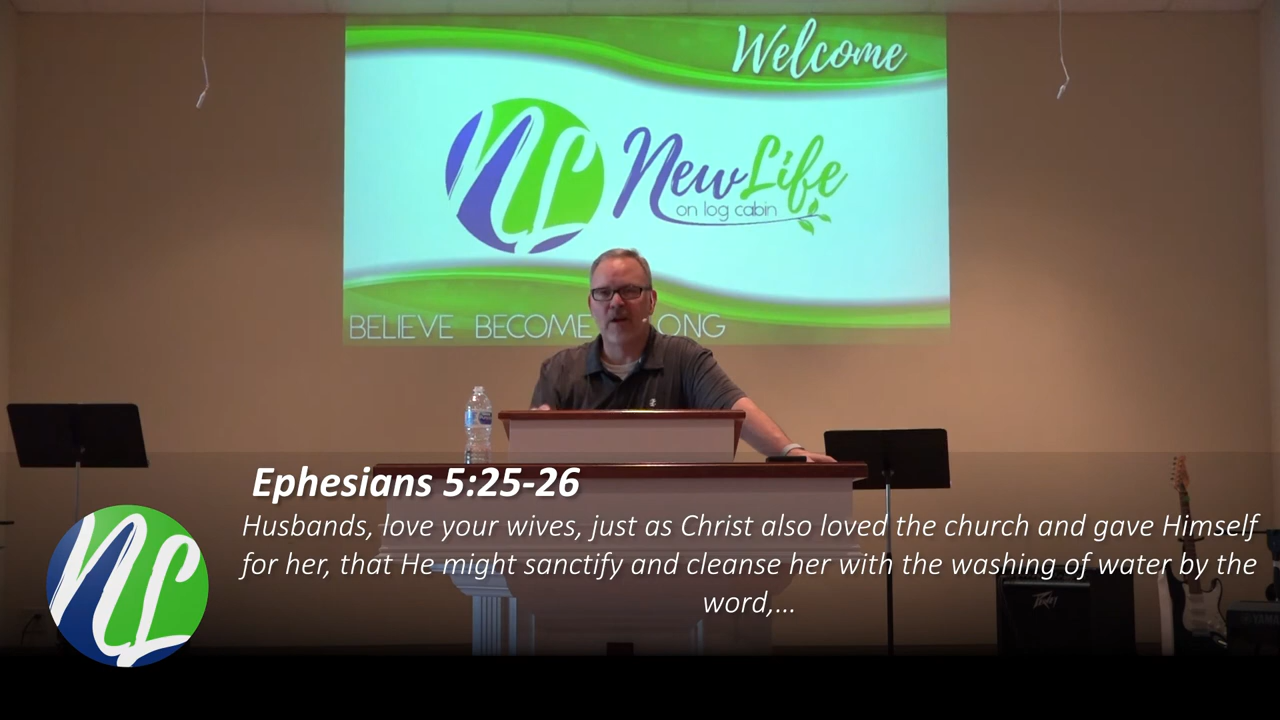 Welcome
NL
NewLife
on log cabin
BELIEVE BECOME ONG
Ephesians 5:25-26
Husbands, love your wives, just as Christ also loved the church and gave Himself
for her, that He might sanctify and cleanse her with the washing of water by the
word,...
NL
Peavey